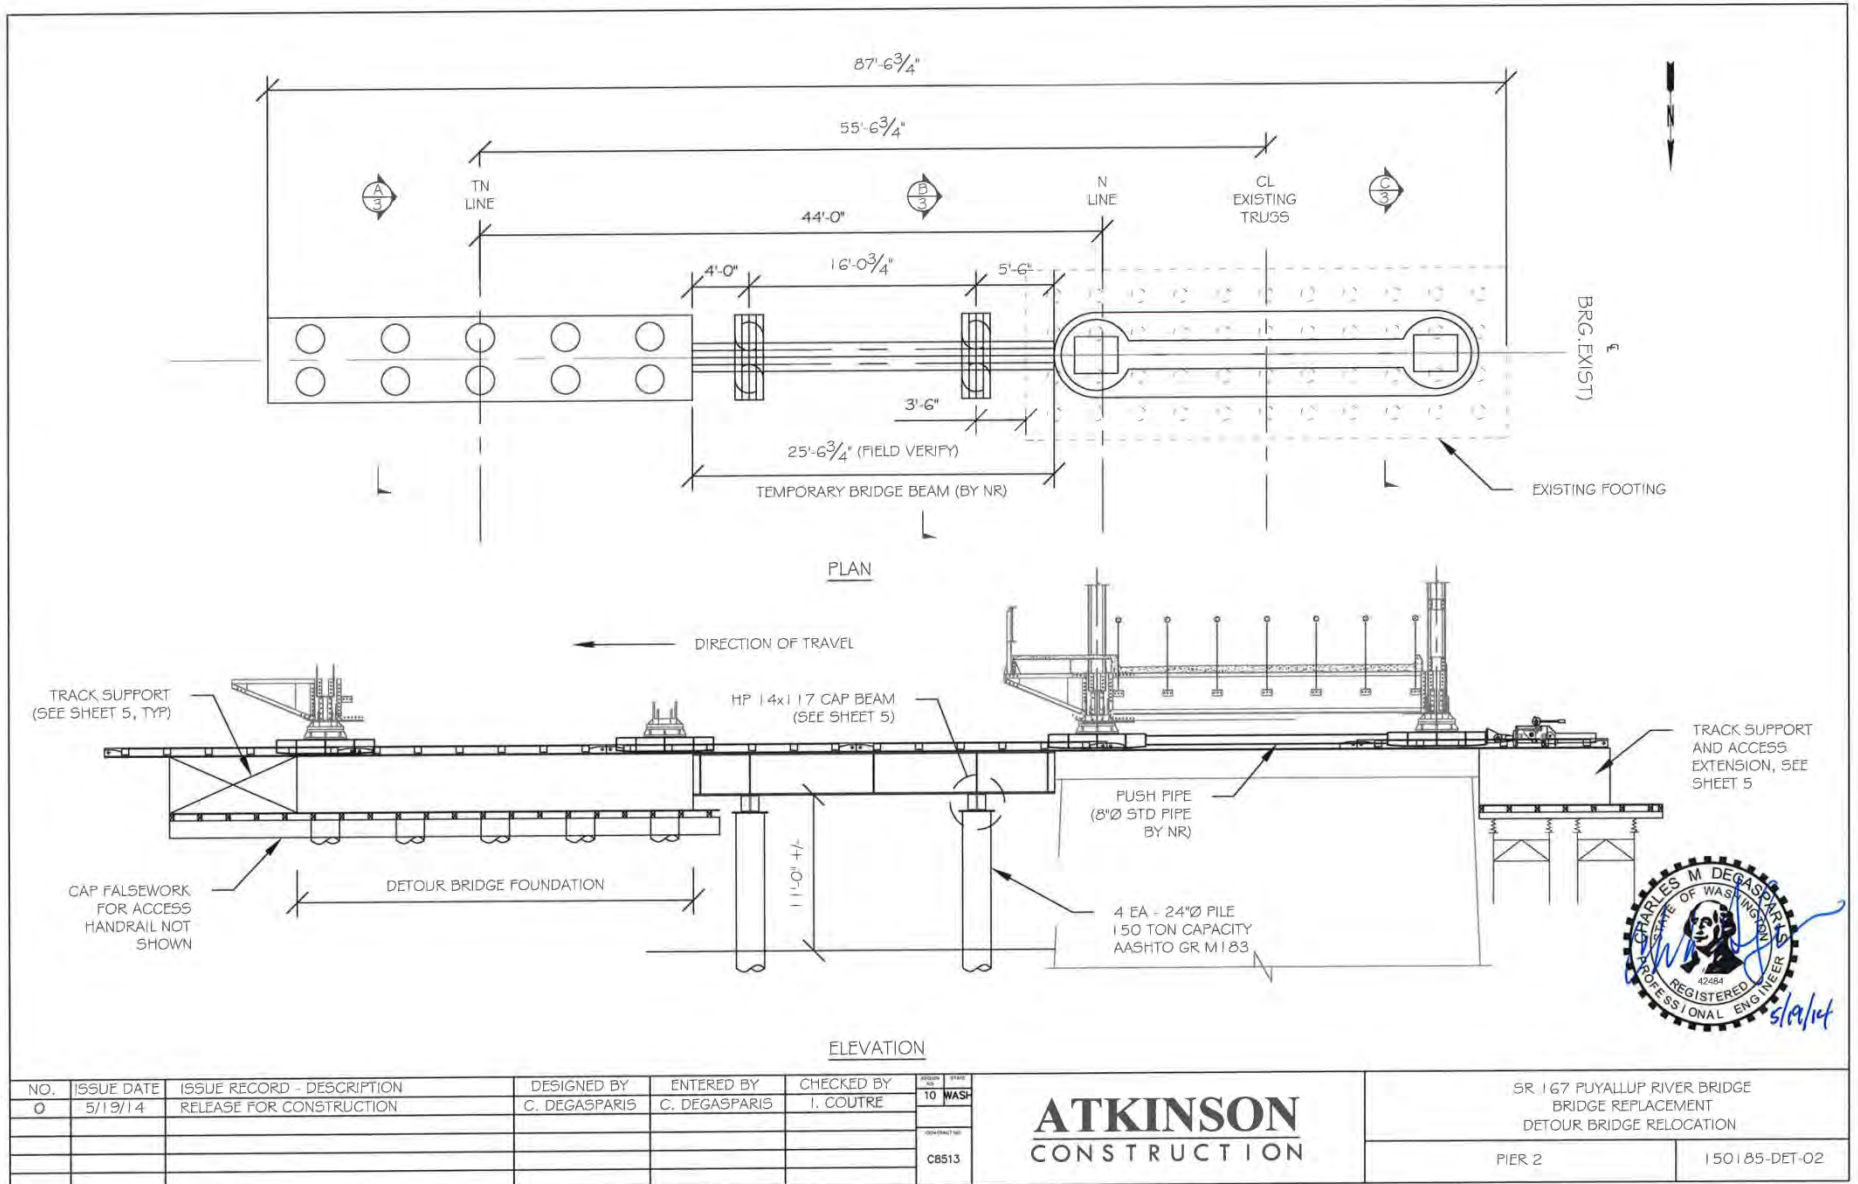 87'-6 3/4"
55'-6 3/4"
N
A
3
TN
LINE
B
3
N
LINE
CL
EXISTING
TRUSS
C
3
44'-0"
4'-0"
16'-0 3/4"
5'-6"
BRG.EXIST)
3'-6"
25'-6 3/4" (FIELD VERIFY)
TEMPORARY BRIDGE BEAM (BY NR)
EXISTING FOOTING
PLAN
DIRECTION OF TRAVEL
TRACK SUPPORT
(SEE SHEET 5, TYP)
HP 14x117 CAP BEAM
(SEE SHEET 5)
TRACK SUPPORT
AND ACCESS
EXTENSION, SEE
SHEET 5
PUSH PIPE
(8"Ø STD PIPE
BY NR)
11'-0" +/-
CAP FALSEWORK
FOR ACCESS
HANDRAIL NOT
SHOWN
DETOUR BRIDGE FOUNDATION
4 EA - 24"Ø PILE
150 TON CAPACITY
AASHTO GR M183
CHARLES M DEGASPARIS
STATE OF WASHINGTON
42484
REGISTERED
PROFESSIONAL ENGINEER
5/19/14
ELEVATION
NO. ISSUE DATE ISSUE RECORD - DESCRIPTION DESIGNED BY ENTERED BY CHECKED BY
0 5/19/14 RELEASE FOR CONSTRUCTION C. DEGASPARIS C. DEGASPARIS I. COUTRE
REGION NO. STATE
10 WASH
CONTRACT NO.
C8513
ATKINSON
CONSTRUCTION
SR 167 PUYALLUP RIVER BRIDGE
BRIDGE REPLACEMENT
DETOUR BRIDGE RELOCATION
PIER 2
150185-DET-02